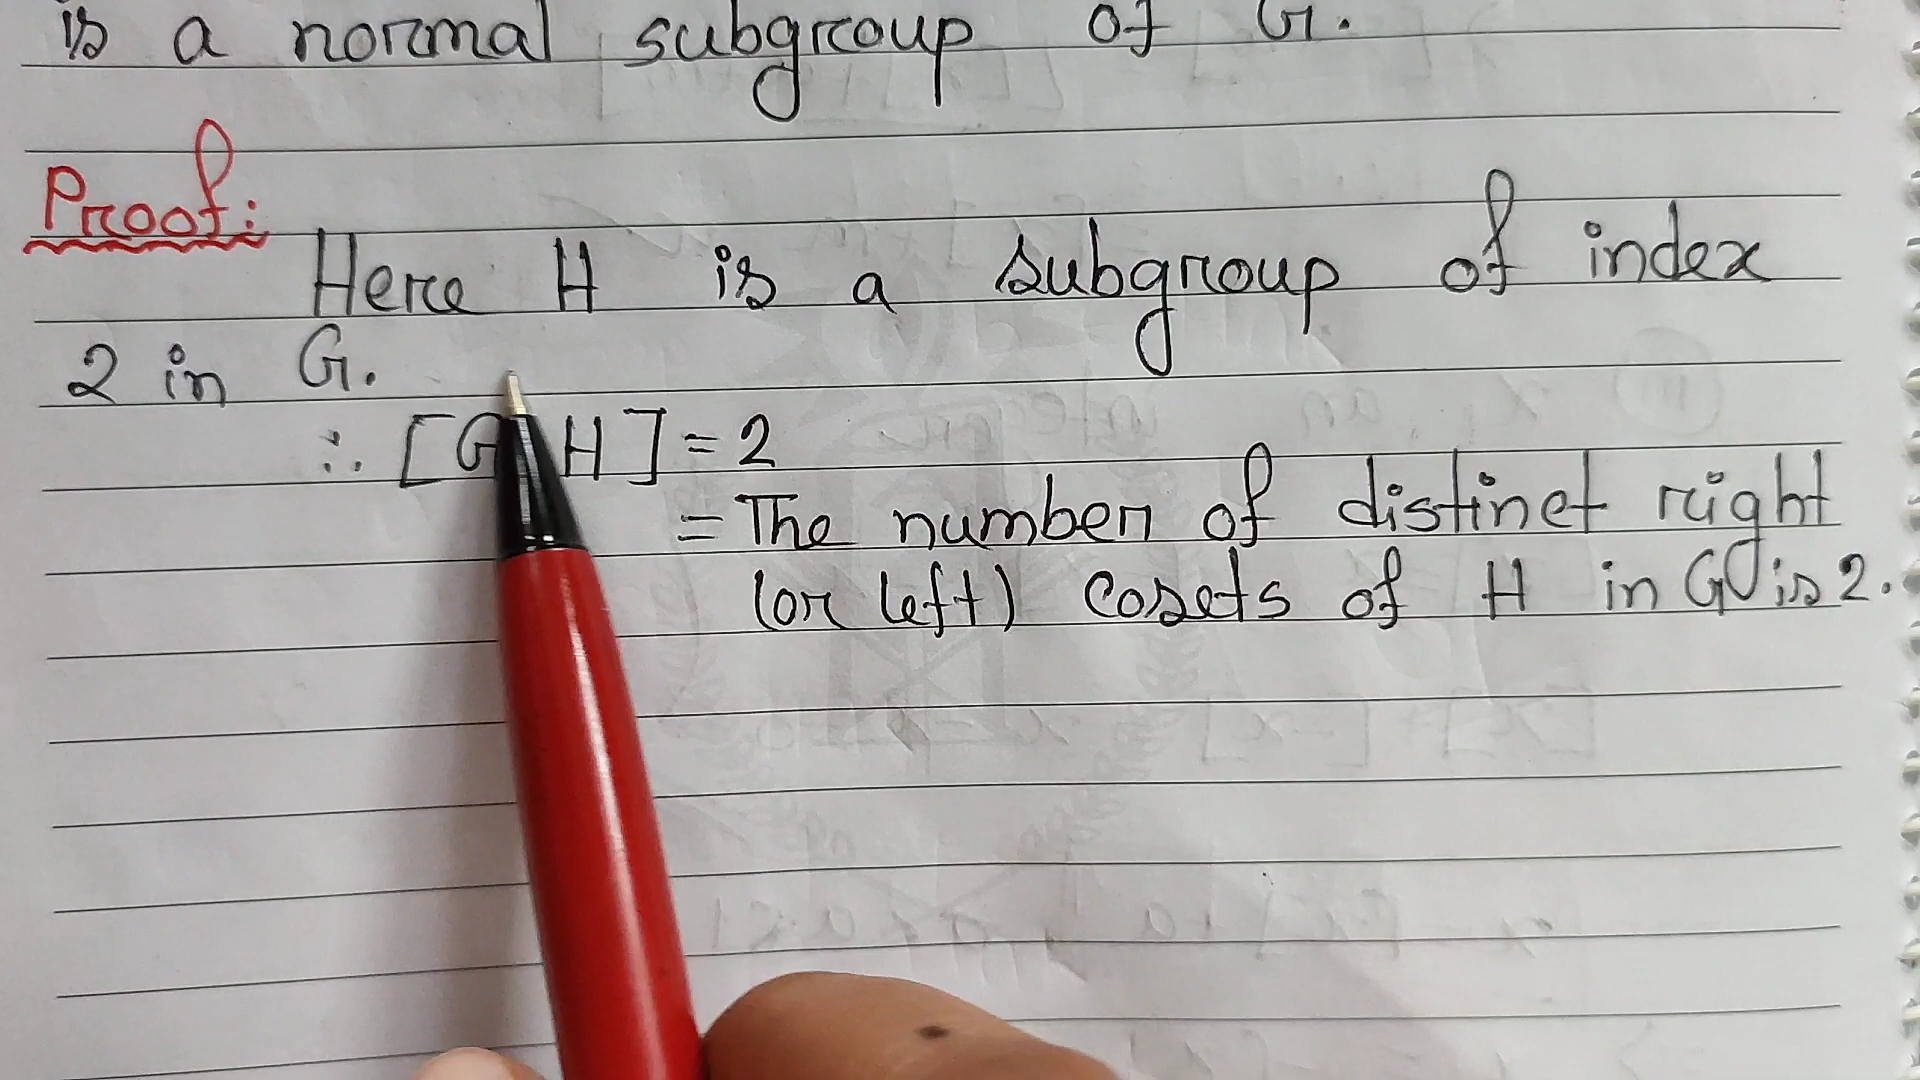 is a normal subgroup of G.
Proof:
Here H is a subgroup of index
2 in G.
∴ [G H] = 2
= The number of distinct right
(or left) cosets of H in G is 2.